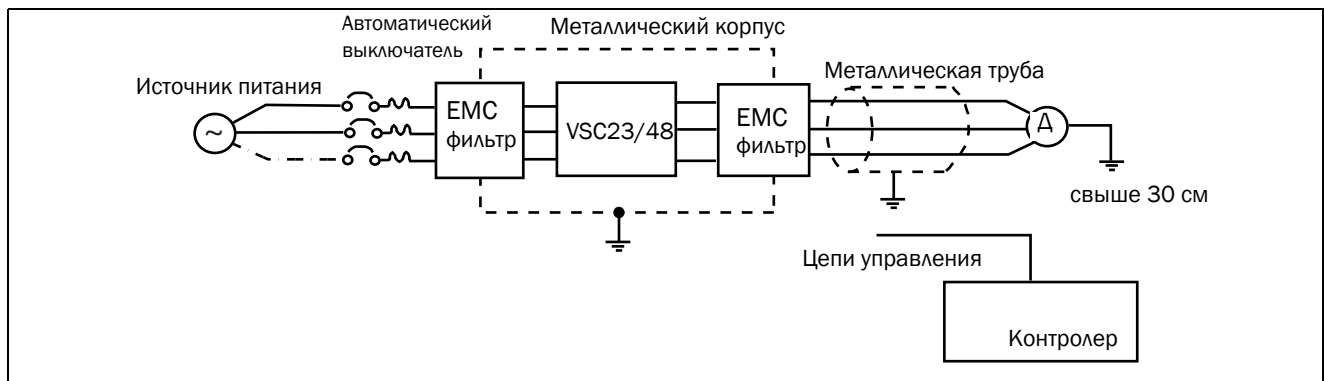 Автоматический
выключатель
Металлический корпус
Источник питания
Металлическая труба
~
EMC
фильтр
VSC23/48
EMC
фильтр
Д
свыше 30 см
Цепи управления
Контролер